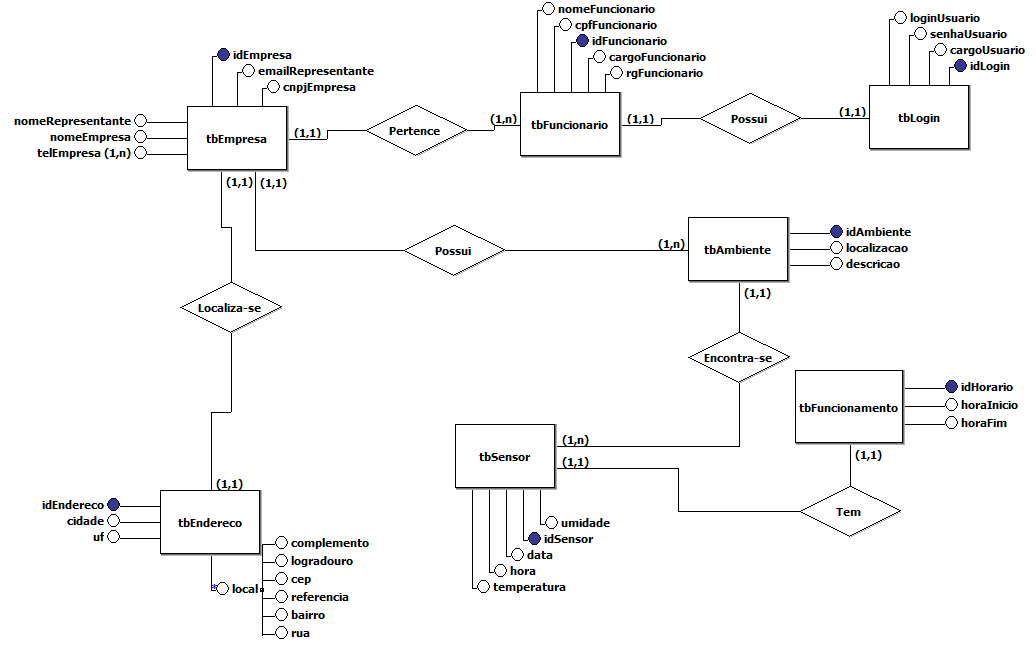 nomeFuncionario
cpfFuncionario
idFuncionario
cargoFuncionario
rgFuncionario
loginUsuario
senhaUsuario
cargoUsuario
idLogin
idEmpresa
emailRepresentante
cnpjEmpresa
nomeRepresentante
nomeEmpresa
telEmpresa (1,n)
tbEmpresa
(1,1)
Pertence
(1,n)
tbFuncionario
(1,1)
Possui
(1,1)
tbLogin
(1,1)
(1,1)
Possui
(1,n)
tbAmbiente
idAmbiente
localizacao
descricao
(1,1)
Localiza-se
Encontra-se
tbFuncionamento
idHorario
horaInicio
horaFim
(1,1)
(1,n)
(1,1)
tbSensor
Tem
umidade
idSensor
data
hora
temperatura
(1,1)
tbEndereco
idEndereco
cidade
uf
local
complemento
logradouro
cep
referencia
bairro
rua